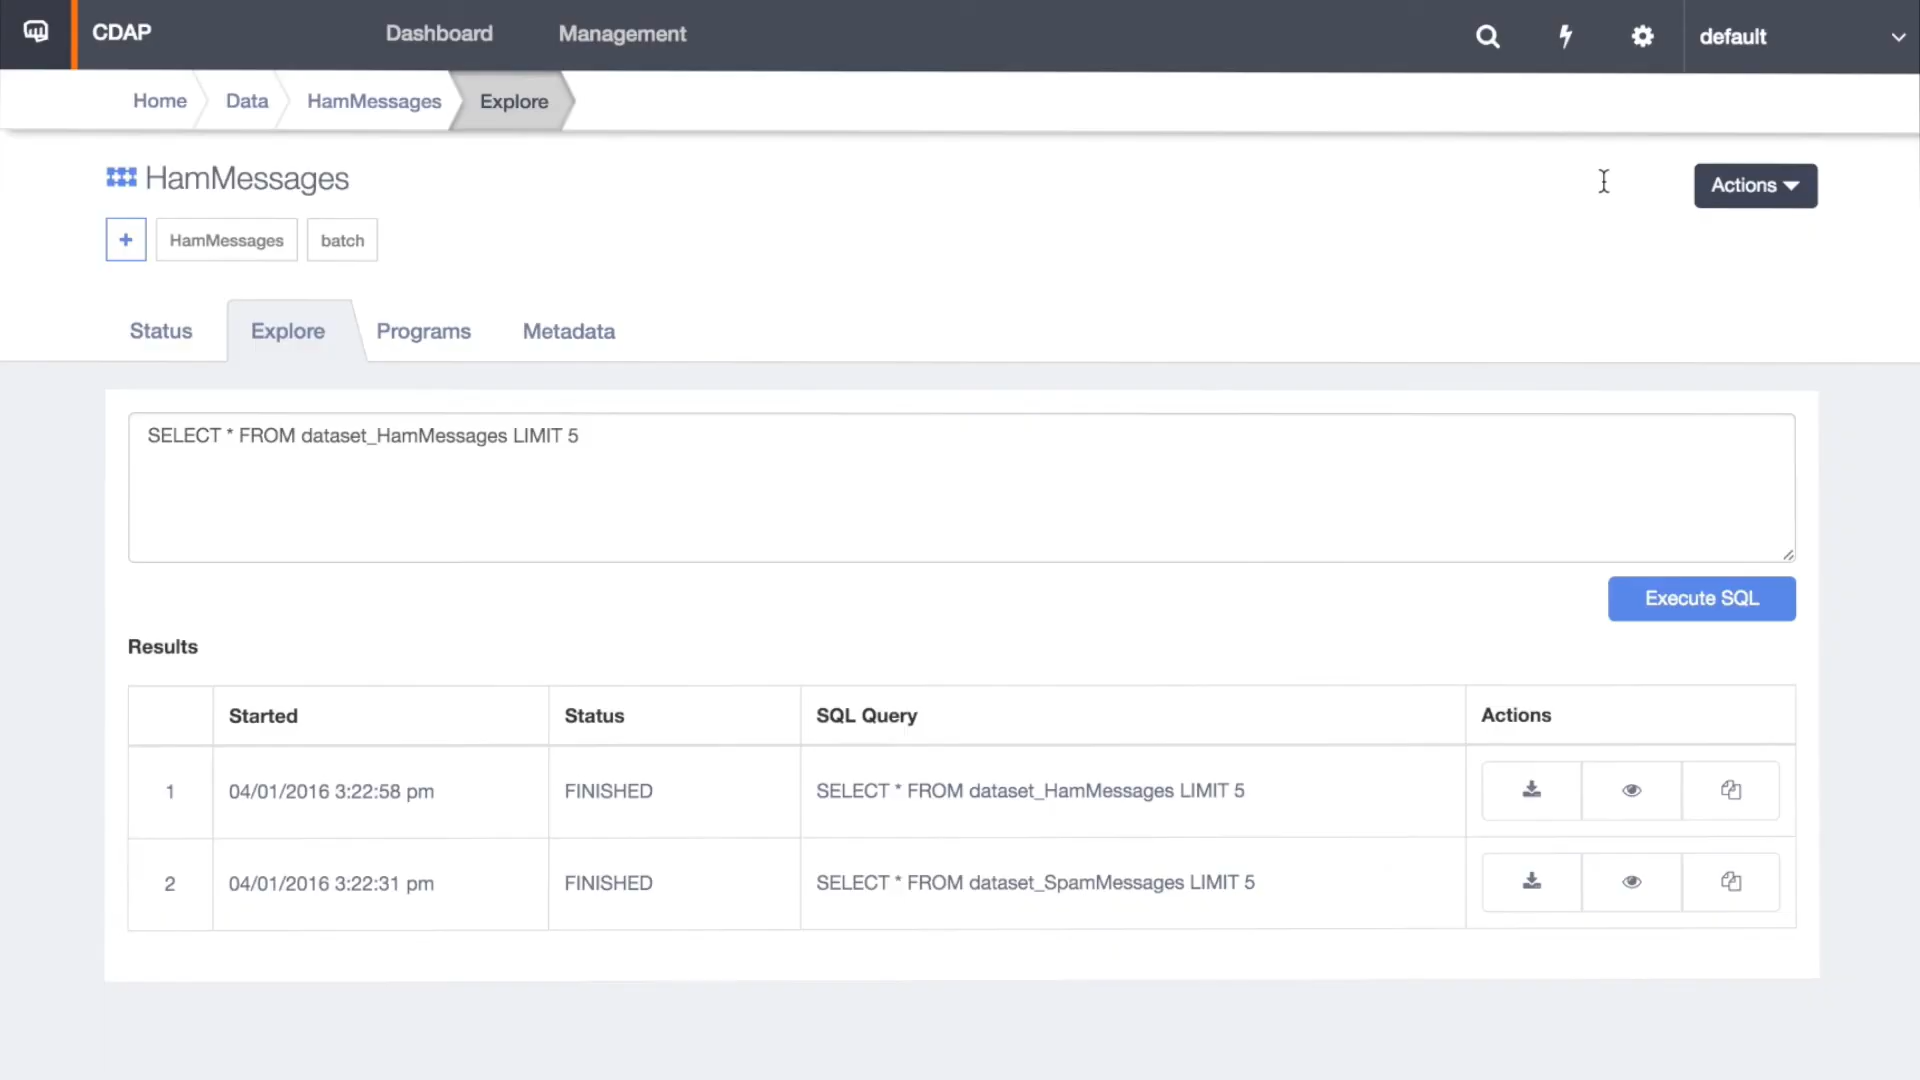 CDAP
Dashboard
Management
default
Home
Data
HamMessages
Explore
HamMessages
Actions
+
HamMessages
batch
Status
Explore
Programs
Metadata
SELECT * FROM dataset_HamMessages LIMIT 5
Execute SQL
Results
Started Status SQL Query Actions
1 04/01/2016 3:22:58 pm FINISHED SELECT * FROM dataset_HamMessages LIMIT 5
2 04/01/2016 3:22:31 pm FINISHED SELECT * FROM dataset_SpamMessages LIMIT 5